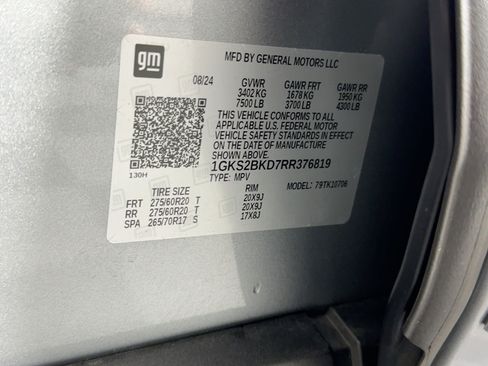 gm
MFD BY GENERAL MOTORS LLC
08/24 GVWR GAWR FRT GAWR RR
3402 KG 1678 KG 1950 KG
7500 LB 3700 LB 4300 LB
THIS VEHICLE CONFORMS TO ALL
APPLICABLE U.S. FEDERAL MOTOR
VEHICLE SAFETY AND THEFT PREVENTION
STANDARDS IN EFFECT ON THE DATE
OF MANUFACTURE SHOWN ABOVE.
1GKS2BKD7RR376819
130H TYPE: MPV MODEL: 79TK10706
TIRE SIZE RIM
FRT 275/60R20 T 20X9J
RR 275/60R20 T 20X9J
SPA 265/70R17 S 17X8J